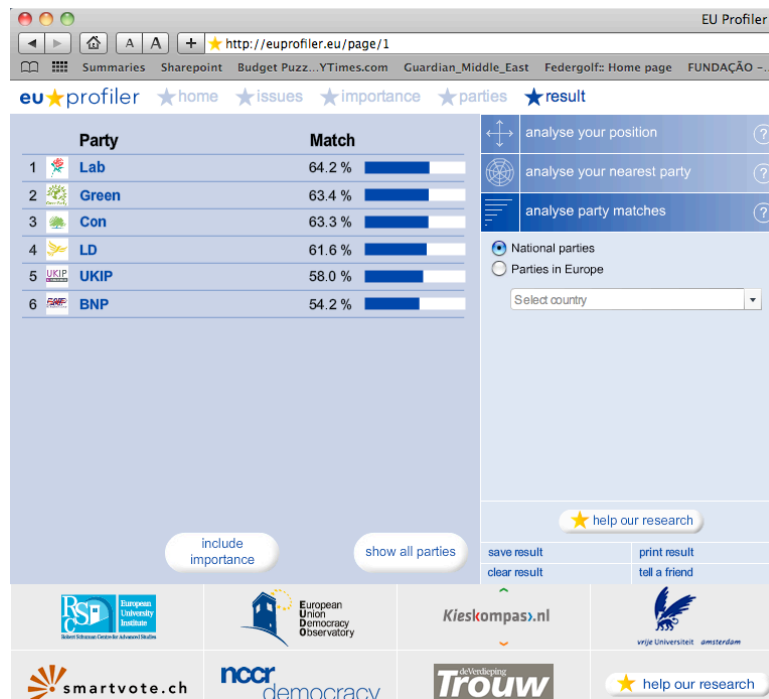 EU Profiler
A A + http://euprofiler.eu/page/1
Summaries Sharepoint Budget Puzz...YTimes.com Guardian_Middle_East Federgolf:: Home page FUNDAÇÃO –...
eu profiler home issues importance parties result
Party Match
1 Lab 64.2 %
2 Green 63.4 %
3 Con 63.3 %
4 LD 61.6 %
5 UKIP UKIP 58.0 %
6 BNP 54.2 %
include
importance
show all parties
analyse your position ?
analyse your nearest party ?
analyse party matches ?
National parties
Parties in Europe
Select country
help our research
save result print result
clear result tell a friend
RSC
European
University
Institute
Robert Schuman Centre for Advanced Studies
European
Union
Democracy
Observatory
Kieskompas.nl
vrije Universiteit amsterdam
smartvote.ch
nccr
democracy
deVerdieping
Trouw
help our research